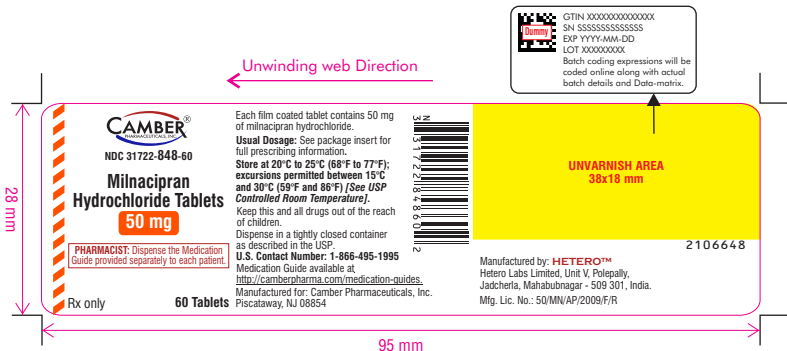 GTIN XXXXXXXXXXXXXX
SN SSSSSSSSSSSSSS
EXP YYYY-MM-DD
LOT XXXXXXXXX
Batch coding expressions will be
coded online along with actual
batch details and Data-matrix.
Dummy
Unwinding web Direction
CAMBER®
PHARMACEUTICALS, INC.
NDC 31722-848-60
Milnacipran
Hydrochloride Tablets
50 mg
PHARMACIST: Dispense the Medication
Guide provided separately to each patient.
Rx only
60 Tablets
Each film coated tablet contains 50 mg
of milnacipran hydrochloride.
Usual Dosage: See package insert for
full prescribing information.
Store at 20°C to 25°C (68°F to 77°F);
excursions permitted between 15°C
and 30°C (59°F and 86°F) [See USP
Controlled Room Temperature].
Keep this and all drugs out of the reach
of children.
Dispense in a tightly closed container
as described in the USP.
U.S. Contact Number: 1-866-495-1995
Medication Guide available at
http://camberpharma.com/medication-guides.
Manufactured for: Camber Pharmaceuticals, Inc.
Piscataway, NJ 08854
N
3 31722 84860 2
UNVARNISH AREA
38x18 mm
2106648
Manufactured by: HETERO™
Hetero Labs Limited, Unit V, Polepally,
Jadcherla, Mahabubnagar - 509 301, India.
Mfg. Lic. No.: 50/MN/AP/2009/F/R
28 mm
95 mm